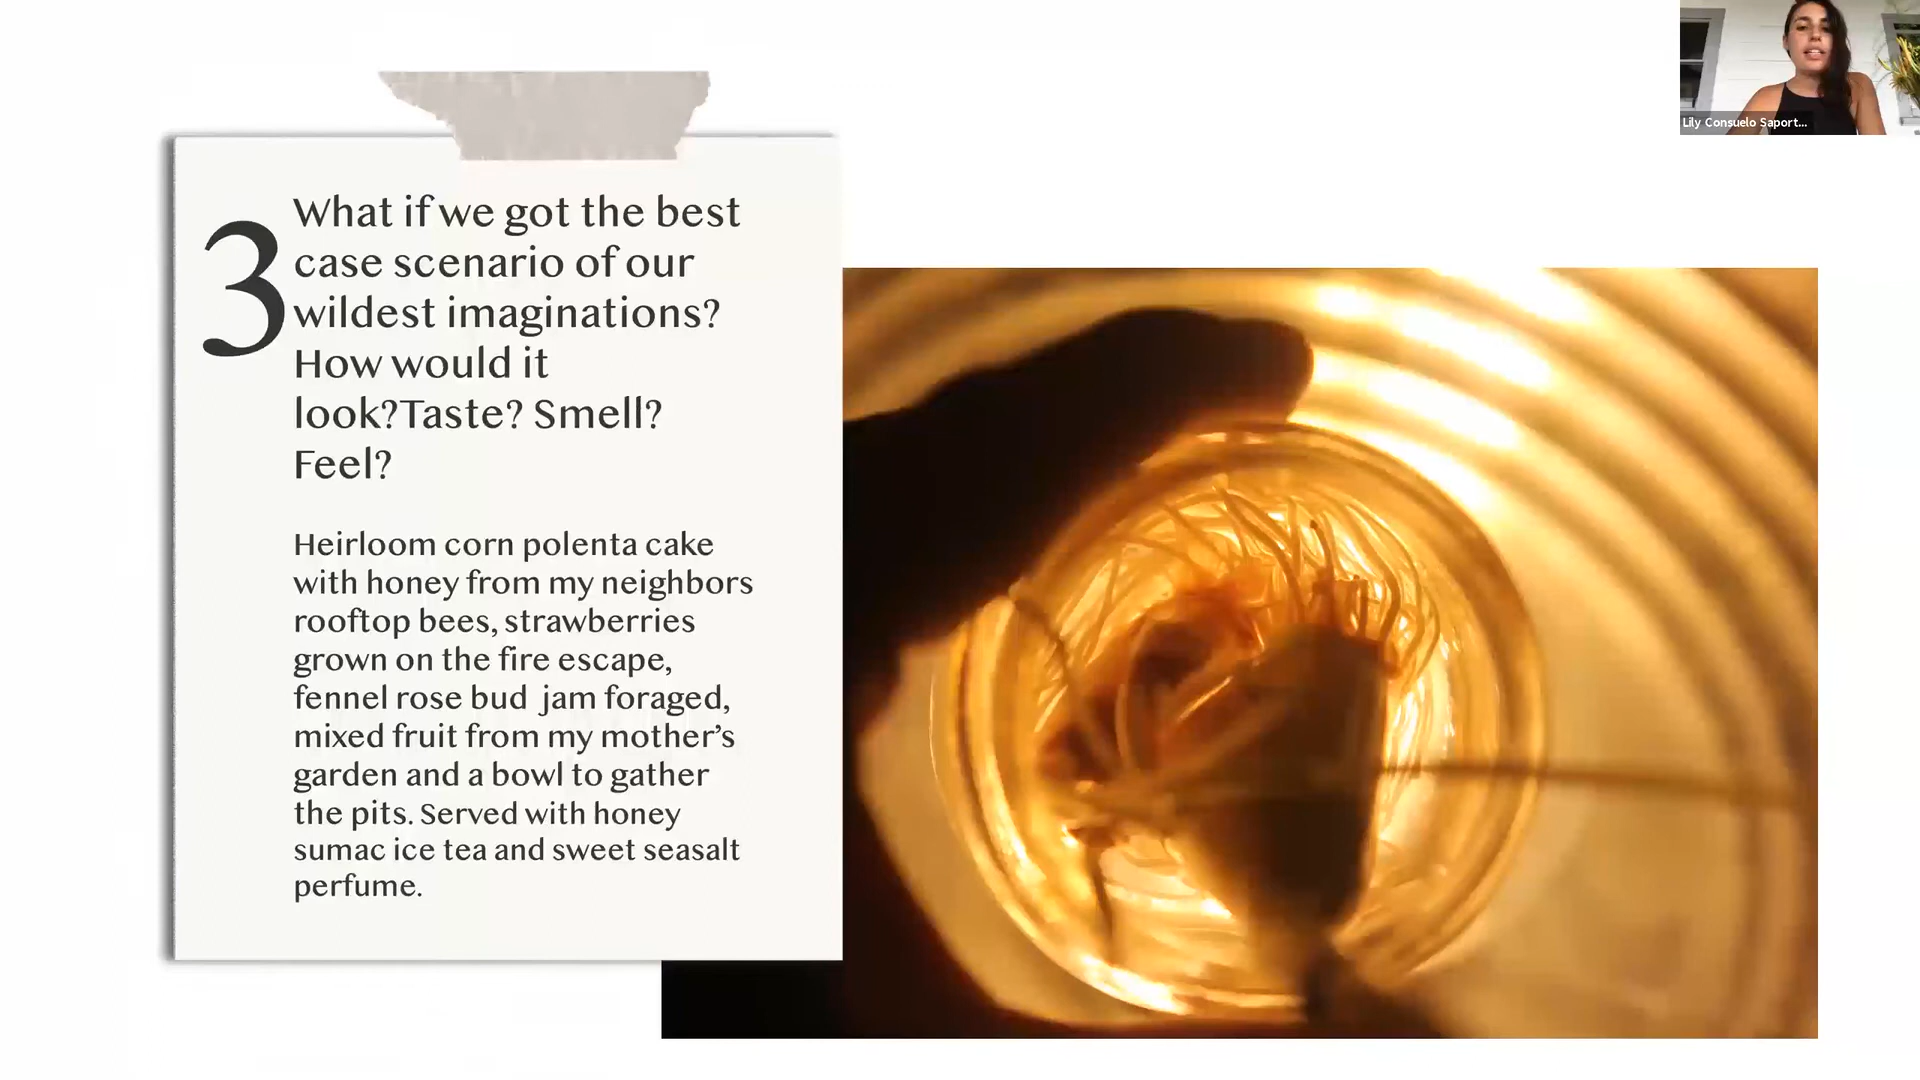 Lily Consuelo Saport...
3
What if we got the best
case scenario of our
wildest imaginations?
How would it
look?Taste? Smell?
Feel?
Heirloom corn polenta cake
with honey from my neighbors
rooftop bees, strawberries
grown on the fire escape,
fennel rose bud  jam foraged,
mixed fruit from my mother’s
garden and a bowl to gather
the pits. Served with honey
sumac ice tea and sweet seasalt
perfume.